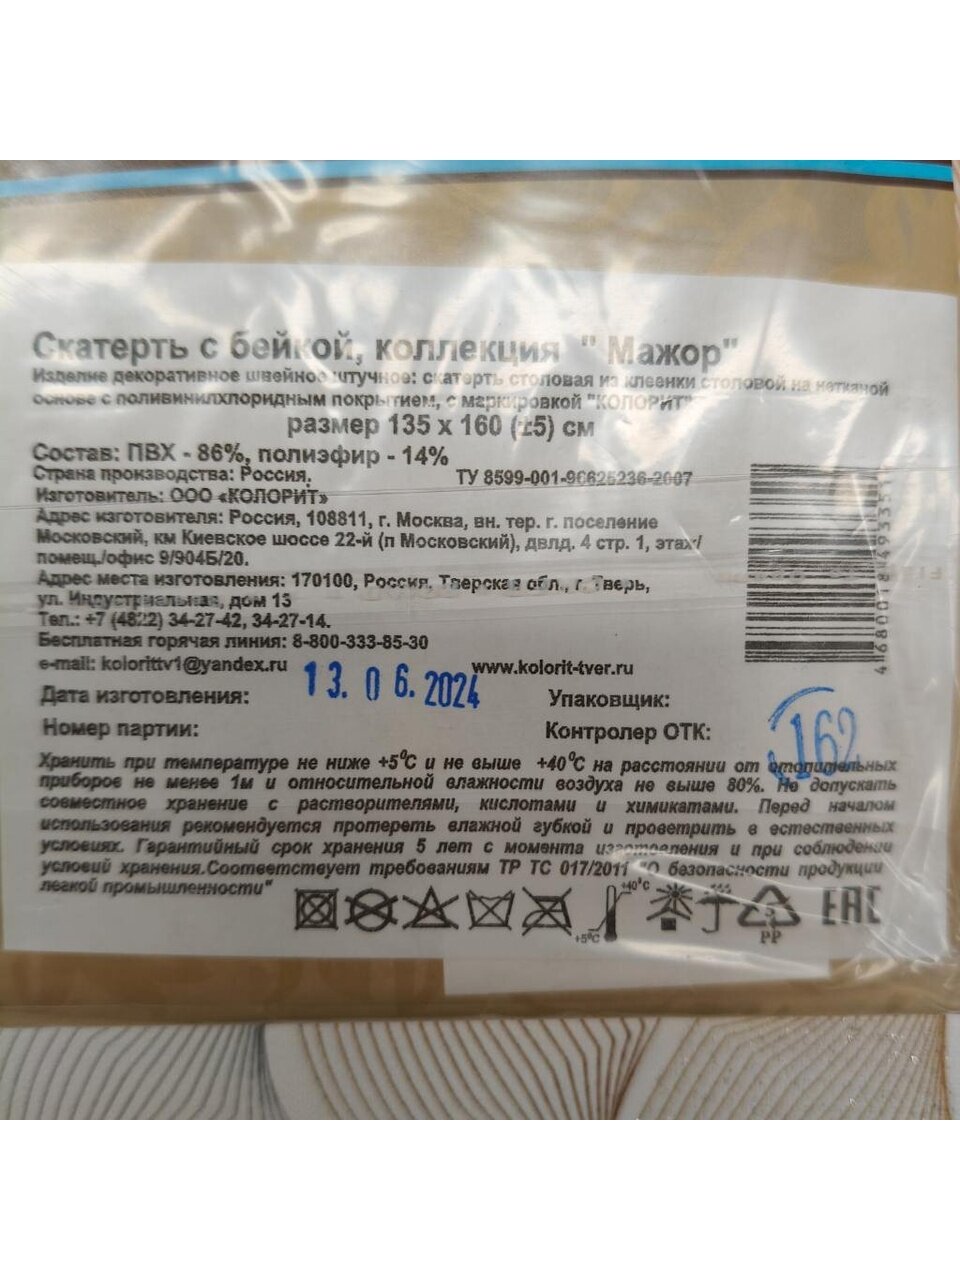 Скатерть с бейкой, коллекция " Мажор"
Изделие декоративное швейное штучное: скатерть столовая из клеенки столовой на нетканой
основе с поливинилхлоридным покрытием, с маркировкой "КОЛОРИТ"
размер 135 х 160 (±5) см
Состав: ПВХ - 86%, полиэфир - 14%
Страна производства: Россия. ТУ 8599-001-96625236-2007
Изготовитель: ООО «КОЛОРИТ»
Адрес изготовителя: Россия, 108811, г. Москва, вн. тер. г. поселение
Московский, км Киевское шоссе 22-й (п Московский), двлд. 4 стр. 1, этаж/
помещ./офис 9/904Б/20.
Адрес места изготовления: 170100, Россия, Тверская обл., г. Тверь,
ул. Индустриальная, дом 13
Тел.: +7 (4822) 34-27-42, 34-27-14.
Бесплатная горячая линия: 8-800-333-85-30
e-mail: kolorittv1@yandex.ru www.kolorit-tver.ru
Дата изготовления: 13.06.2024 Упаковщик:
Номер партии: Контролер ОТК: 162
Хранить при температуре не ниже +5⁰С и не выше +40⁰С на расстоянии от отопительных
приборов не менее 1м и относительной влажности воздуха не выше 80%. Не допускать
совместное хранение с растворителями, кислотами и химикатами. Перед началом
использования рекомендуется протереть влажной губкой и проветрить в естественных
условиях. Гарантийный срок хранения 5 лет с момента изготовления и при соблюдении
условий хранения.Соответствует требованиям ТР ТС 017/2011 "О безопасности продукции
легкой промышленности"
+40⁰С
+5⁰С
5
PP
EAC